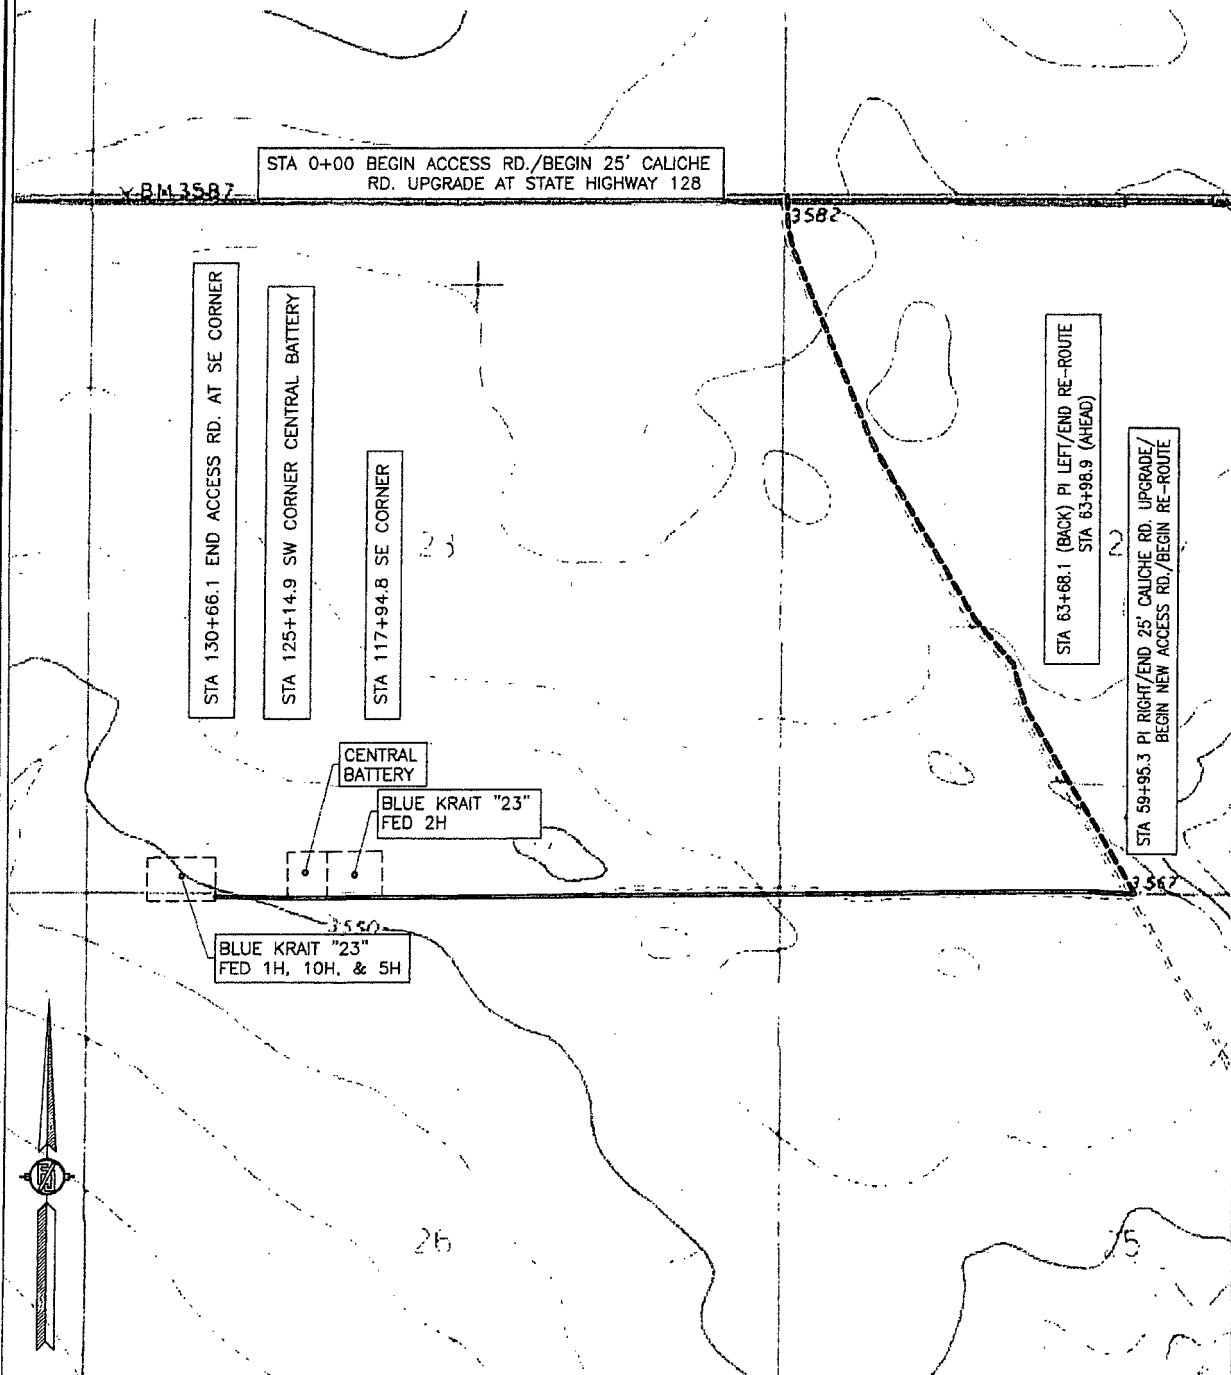 STA 0+00 BEGIN ACCESS RD./BEGIN 25' CALICHE
RD. UPGRADE AT STATE HIGHWAY 128
BM 3587
3582
STA 130+66.1 END ACCESS RD. AT SE CORNER
STA 125+14.9 SW CORNER CENTRAL BATTERY
STA 117+94.8 SE CORNER
23
STA 63+68.1 (BACK) PI LEFT/END RE-ROUTE
STA 63+98.9 (AHEAD)
STA 59+95.3 PI RIGHT/END 25' CALICHE RD. UPGRADE/
BEGIN NEW ACCESS RD./BEGIN RE-ROUTE
CENTRAL
BATTERY
BLUE KRAIT "23"
FED 2H
3567
3550
BLUE KRAIT "23"
FED 1H, 10H, & 5H
26